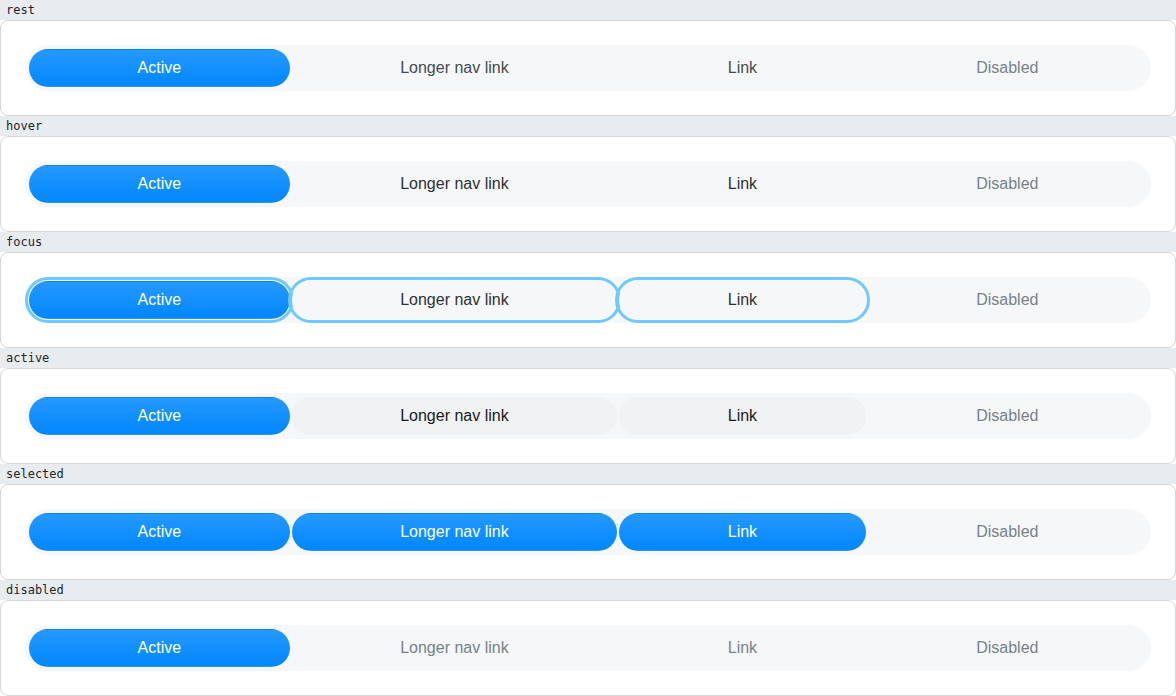 rest
Active Longer nav link Link Disabled
hover
Active Longer nav link Link Disabled
focus
Active Longer nav link Link Disabled
active
Active Longer nav link Link Disabled
selected
Active Longer nav link Link Disabled
disabled
Active Longer nav link Link Disabled